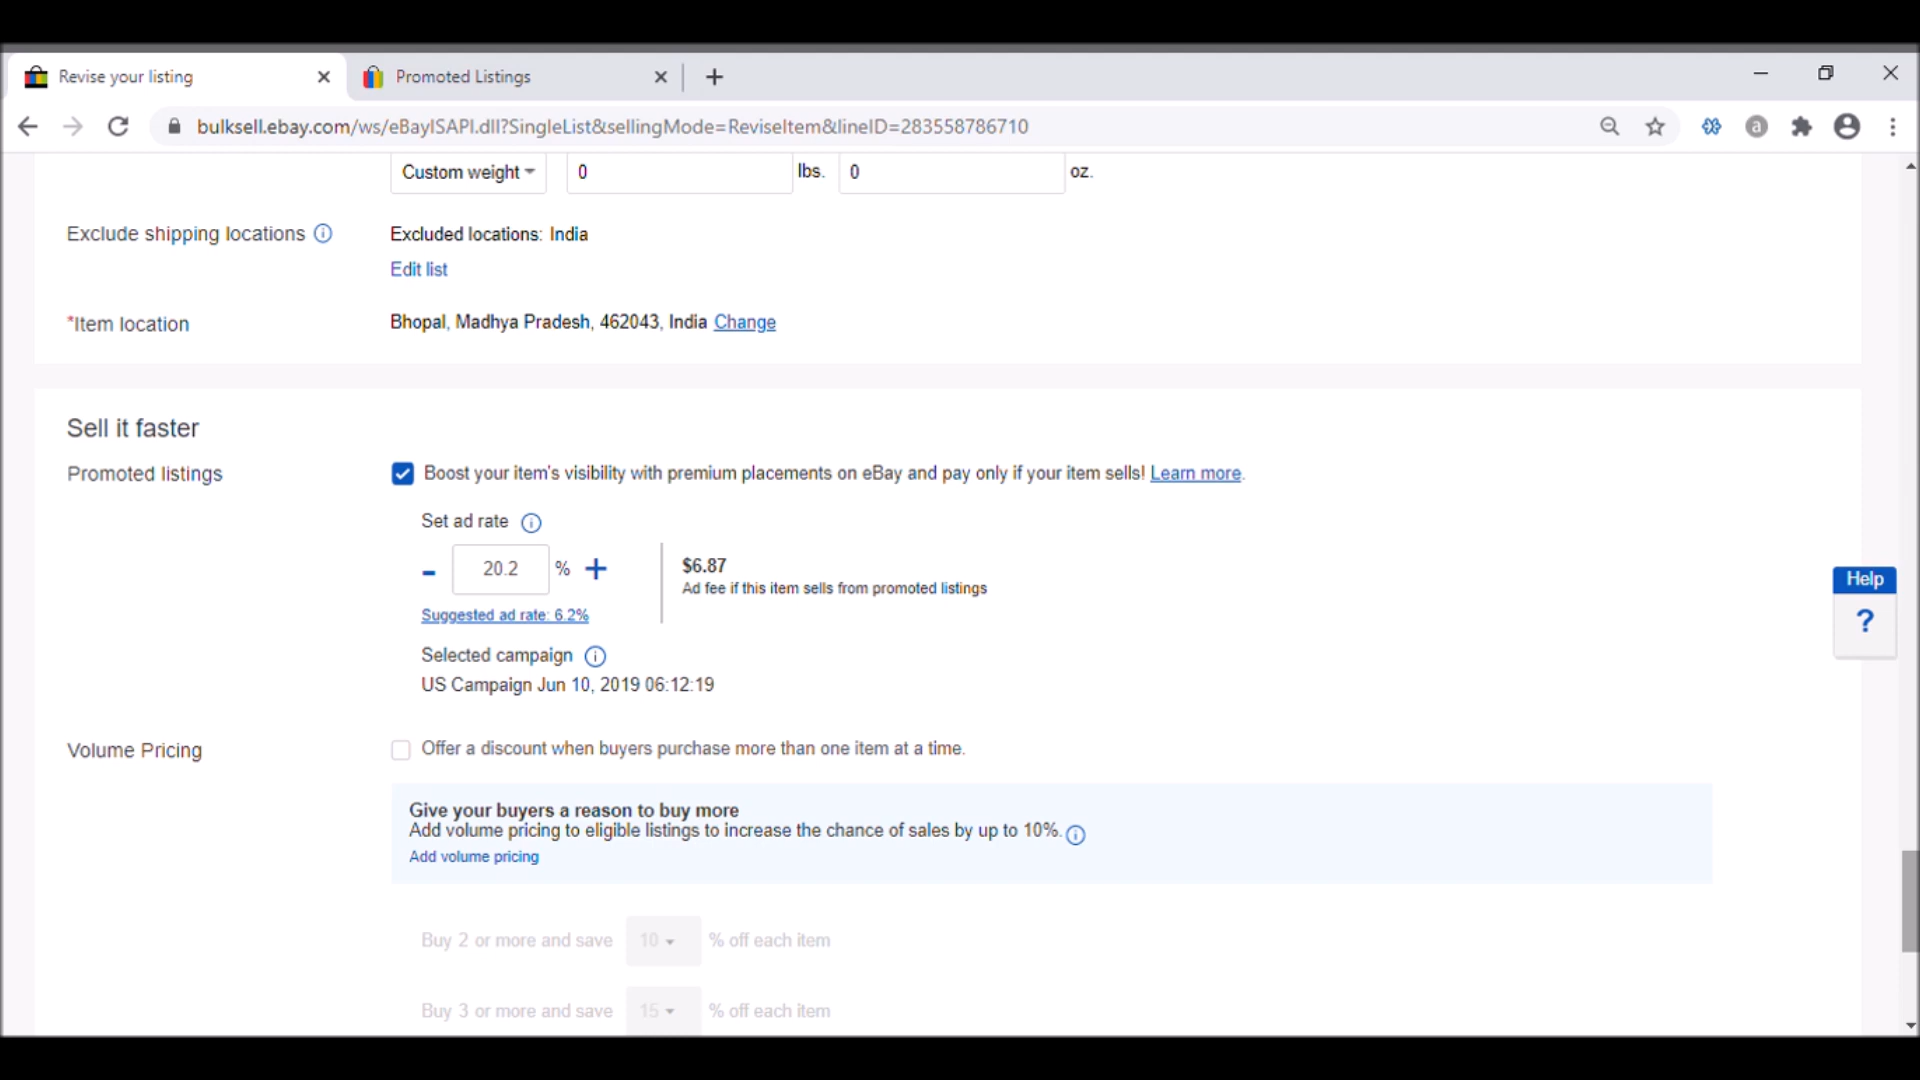 Revise your listing
Promoted Listings
bulksell.ebay.com/ws/eBayISAPI.dll?SingleList&sellingMode=ReviseItem&lineID=283558786710
a
Custom weight 0 lbs. 0 oz.
Exclude shipping locations Excluded locations: India
Edit list
*Item location Bhopal, Madhya Pradesh, 462043, India Change
Sell it faster
Promoted listings Boost your item's visibility with premium placements on eBay and pay only if your item sells! Learn more.
Set ad rate
- 20.2 % + $6.87
Ad fee if this item sells from promoted listings
Suggested ad rate: 6.2%
Selected campaign
US Campaign Jun 10, 2019 06:12:19
Help
?
Volume Pricing Offer a discount when buyers purchase more than one item at a time.
Give your buyers a reason to buy more
Add volume pricing to eligible listings to increase the chance of sales by up to 10%.
Add volume pricing
Buy 2 or more and save 10 % off each item
Buy 3 or more and save 15 % off each item